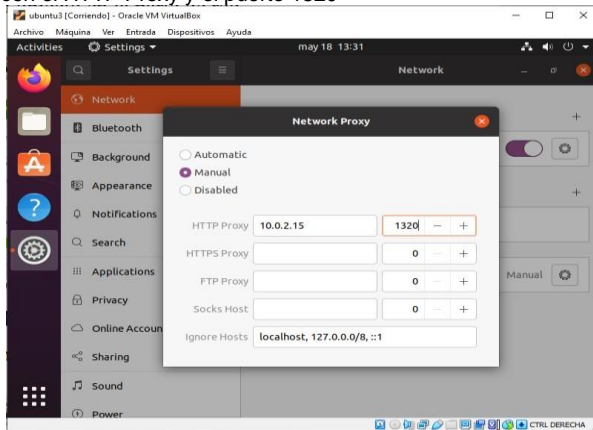 ubuntu3 [Corriendo] - Oracle VM VirtualBox
Archivo Máquina Ver Entrada Dispositivos Ayuda
Activities Settings may 18 13:31
Settings Network
Network
Bluetooth
Background
Appearance
Notifications
Search
Applications
Privacy
Online Accoun
Sharing
Sound
Power
Network Proxy
Automatic
Manual
Disabled
HTTP Proxy 10.0.2.15 1320 − +
HTTPS Proxy 0 − +
FTP Proxy 0 − +
Socks Host 0 − +
Ignore Hosts localhost, 127.0.0.0/8, ::1
Manual
CTRL DERECHA